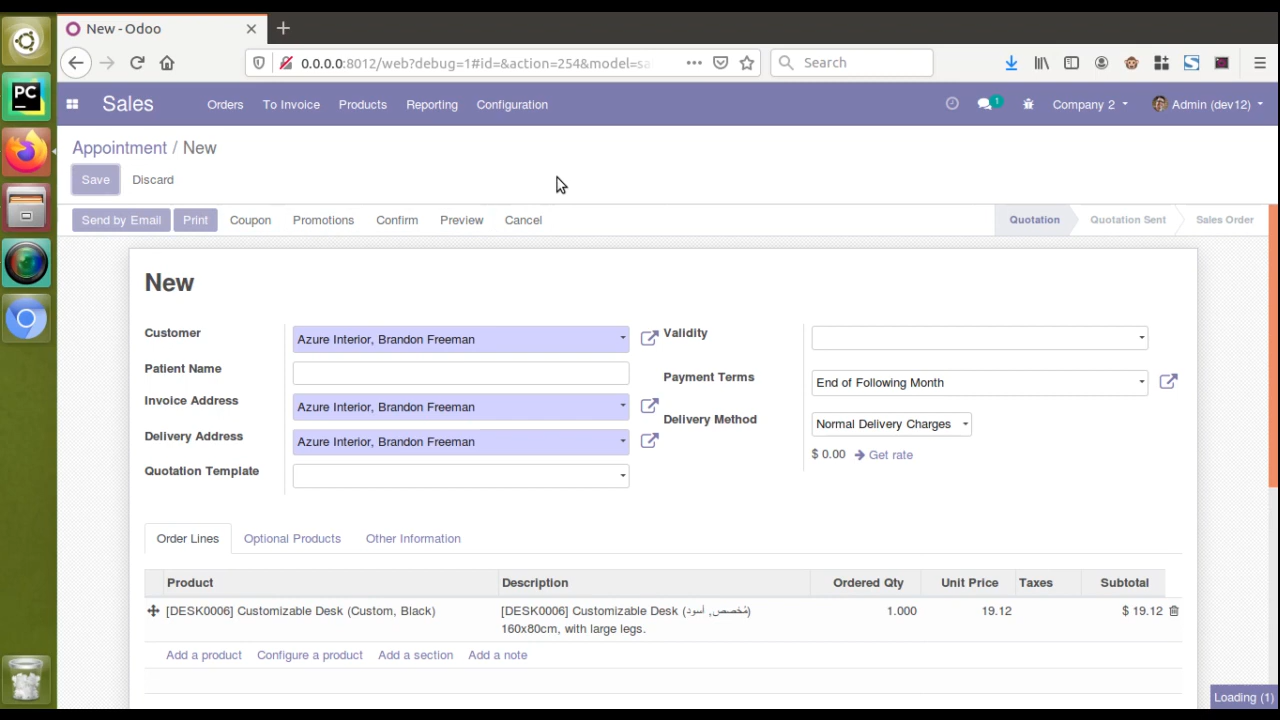 New - Odoo
0.0.0.0:8012/web?debug=1#id=&action=254&model=sa
Search
Sales Orders To Invoice Products Reporting Configuration 1 Company 2 Admin (dev12)
Appointment / New
Save Discard
Send by Email Print Coupon Promotions Confirm Preview Cancel Quotation Quotation Sent Sales Order
New
Customer Azure Interior, Brandon Freeman
Validity
Patient Name
Payment Terms End of Following Month
Invoice Address Azure Interior, Brandon Freeman
Delivery Method Normal Delivery Charges
Delivery Address Azure Interior, Brandon Freeman
$ 0.00 Get rate
Quotation Template
Order Lines Optional Products Other Information
Product Description Ordered Qty Unit Price Taxes Subtotal
[DESK0006] Customizable Desk (Custom, Black) [DESK0006] Customizable Desk (مُخصص, أسود) 1.000 19.12 $ 19.12
160x80cm, with large legs.
Add a product Configure a product Add a section Add a note
Loading (1)
PC